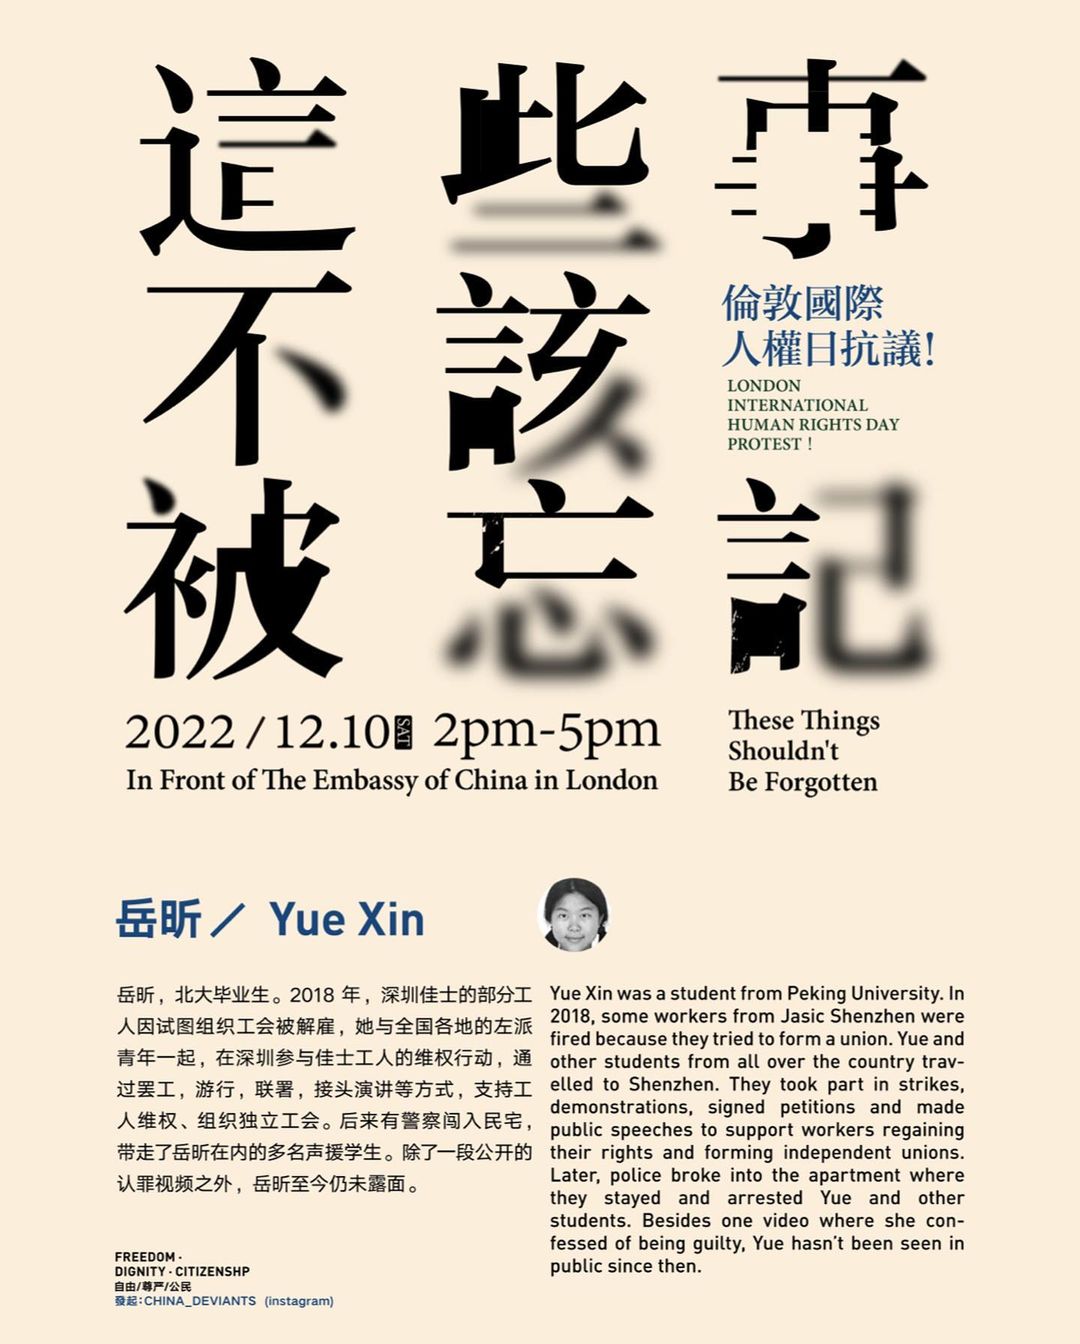 這些事
不該
被忘記
倫敦國際
人權日抗議!
LONDON
INTERNATIONAL
HUMAN RIGHTS DAY
PROTEST !
2022 / 12.10 SAT 2pm-5pm
In Front of The Embassy of China in London
These Things
Shouldn't
Be Forgotten
岳昕 ／ Yue Xin
岳昕，北大毕业生。2018 年，深圳佳士的部分工
人因试图组织工会被解雇，她与全国各地的左派
青年一起，在深圳参与佳士工人的维权行动，通
过罢工，游行，联署，接头演讲等方式，支持工
人维权、组织独立工会。后来有警察闯入民宅，
带走了岳昕在内的多名声援学生。除了一段公开的
认罪视频之外，岳昕至今仍未露面。
Yue Xin was a student from Peking University. In
2018, some workers from Jasic Shenzhen were
fired because they tried to form a union. Yue and
other students from all over the country trav-
elled to Shenzhen. They took part in strikes,
demonstrations, signed petitions and made
public speeches to support workers regaining
their rights and forming independent unions.
Later, police broke into the apartment where
they stayed and arrested Yue and other
students. Besides one video where she con-
fessed of being guilty, Yue hasn't been seen in
public since then.
FREEDOM ·
DIGNITY · CITIZENSHP
自由/尊严/公民
發起：CHINA_DEVIANTS (instagram)